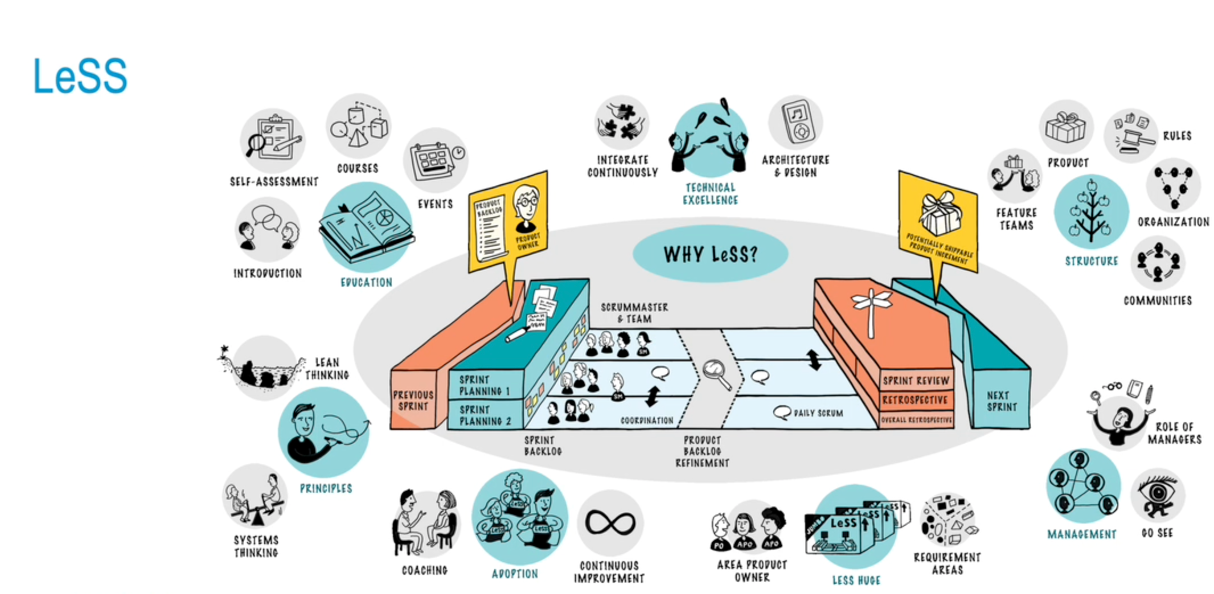 LeSS
SELF-ASSESSMENT
COURSES
EVENTS
INTRODUCTION
EDUCATION
INTEGRATE
CONTINUOUSLY
TECHNICAL
EXCELLENCE
ARCHITECTURE
& DESIGN
PRODUCT
RULES
FEATURE
TEAMS
STRUCTURE
ORGANIZATION
COMMUNITIES
PRODUCT
BACKLOG
PRODUCT
OWNER
WHY LeSS?
POTENTIALLY SHIPPABLE
PRODUCT INCREMENT
SCRUMMASTER
& TEAM
PREVIOUS
SPRINT
SPRINT
PLANNING 1
SPRINT
PLANNING 2
SM
SM
COORDINATION
DAILY SCRUM
SPRINT REVIEW
RETROSPECTIVE
OVERALL RETROSPECTIVE
NEXT
SPRINT
SPRINT
BACKLOG
PRODUCT
BACKLOG
REFINEMENT
LEAN
THINKING
PRINCIPLES
SYSTEMS
THINKING
COACHING
LeSS
LeSS
LeSS
ADOPTION
CONTINUOUS
IMPROVEMENT
PO
APO
APO
AREA PRODUCT
OWNER
LeSS
LESS HUGE
REQUIREMENT
AREAS
ROLE OF
MANAGERS
MANAGEMENT
GO SEE